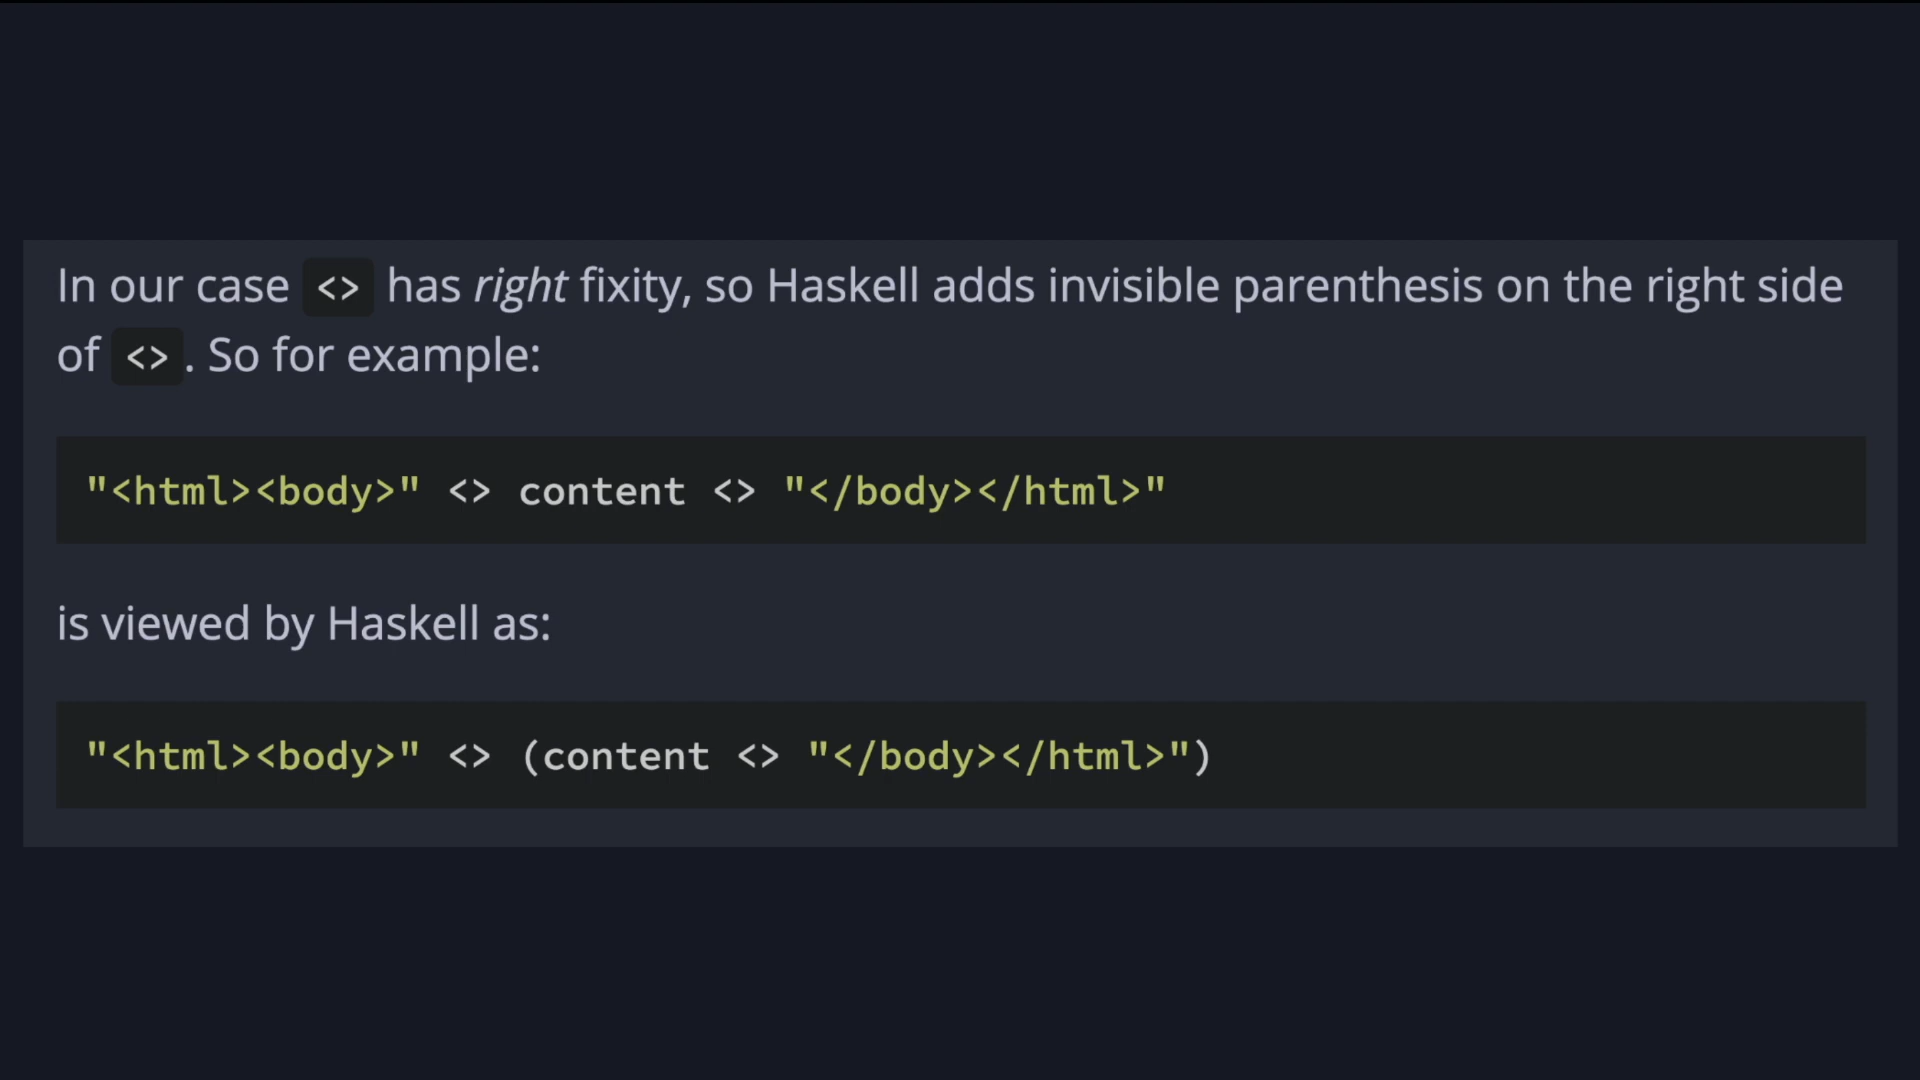 In our case <> has right fixity, so Haskell adds invisible parenthesis on the right side
of <>. So for example:
"<html><body>" <> content <> "</body></html>"
is viewed by Haskell as:
"<html><body>" <> (content <> "</body></html>")